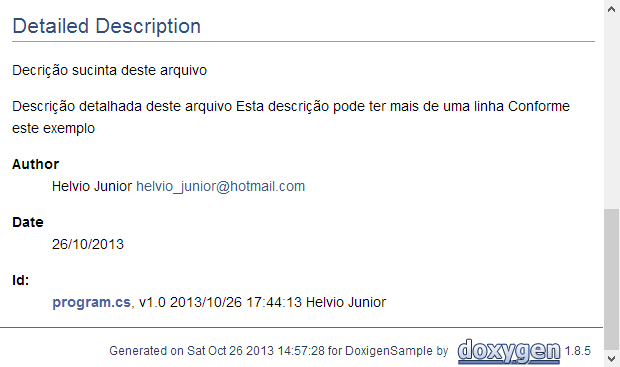 Detailed Description
Decrição sucinta deste arquivo
Descrição detalhada deste arquivo Esta descrição pode ter mais de uma linha Conforme
este exemplo
Author
Helvio Junior helvio_junior@hotmail.com
Date
26/10/2013
Id:
program.cs, v1.0 2013/10/26 17:44:13 Helvio Junior
Generated on Sat Oct 26 2013 14:57:28 for DoxigenSample by doxygen 1.8.5